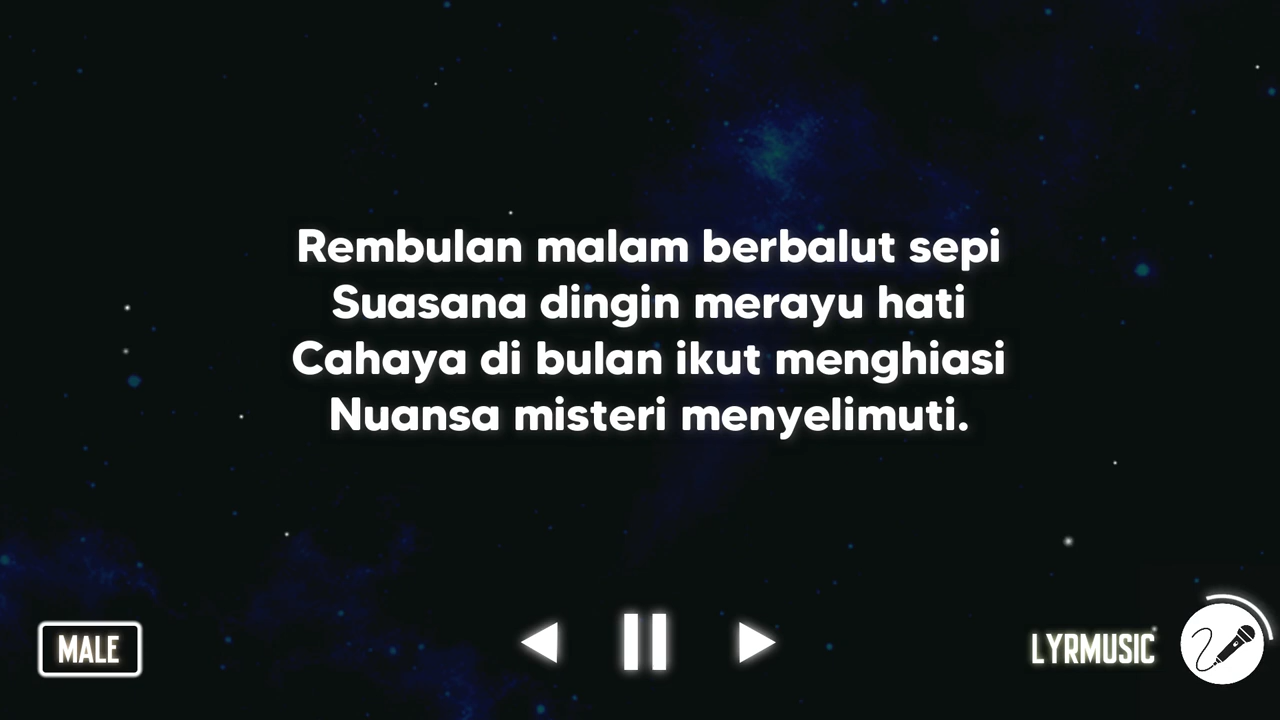 Rembulan malam berbalut sepi
Suasana dingin merayu hati
Cahaya di bulan ikut menghiasi
Nuansa misteri menyelimuti.
MALE
LYRMUSIC